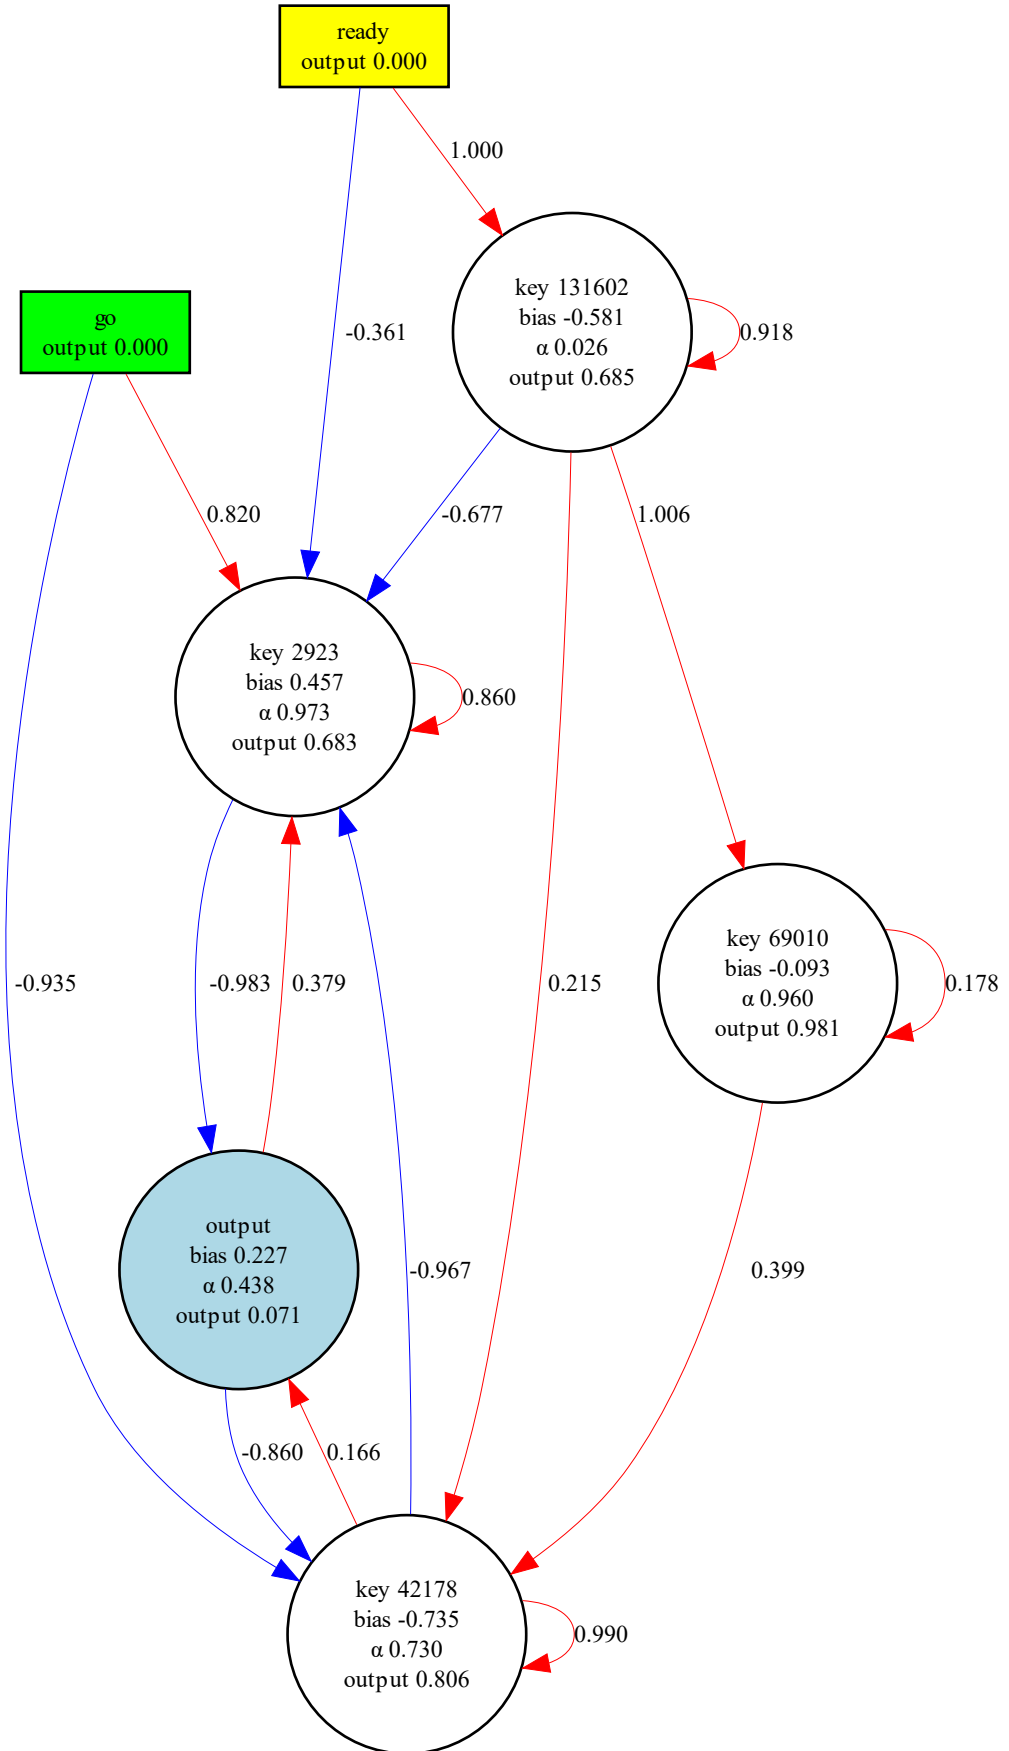 ready
output 0.000
1.000
go
output 0.000
-0.361
key 131602
bias -0.581
α 0.026
output 0.685
0.918
0.820
-0.677
1.006
key 2923
bias 0.457
α 0.973
output 0.683
0.860
-0.935
-0.983
0.379
0.215
key 69010
bias -0.093
α 0.960
output 0.981
0.178
output
bias 0.227
α 0.438
output 0.071
-0.967
0.399
-0.860
0.166
key 42178
bias -0.735
α 0.730
output 0.806
0.990